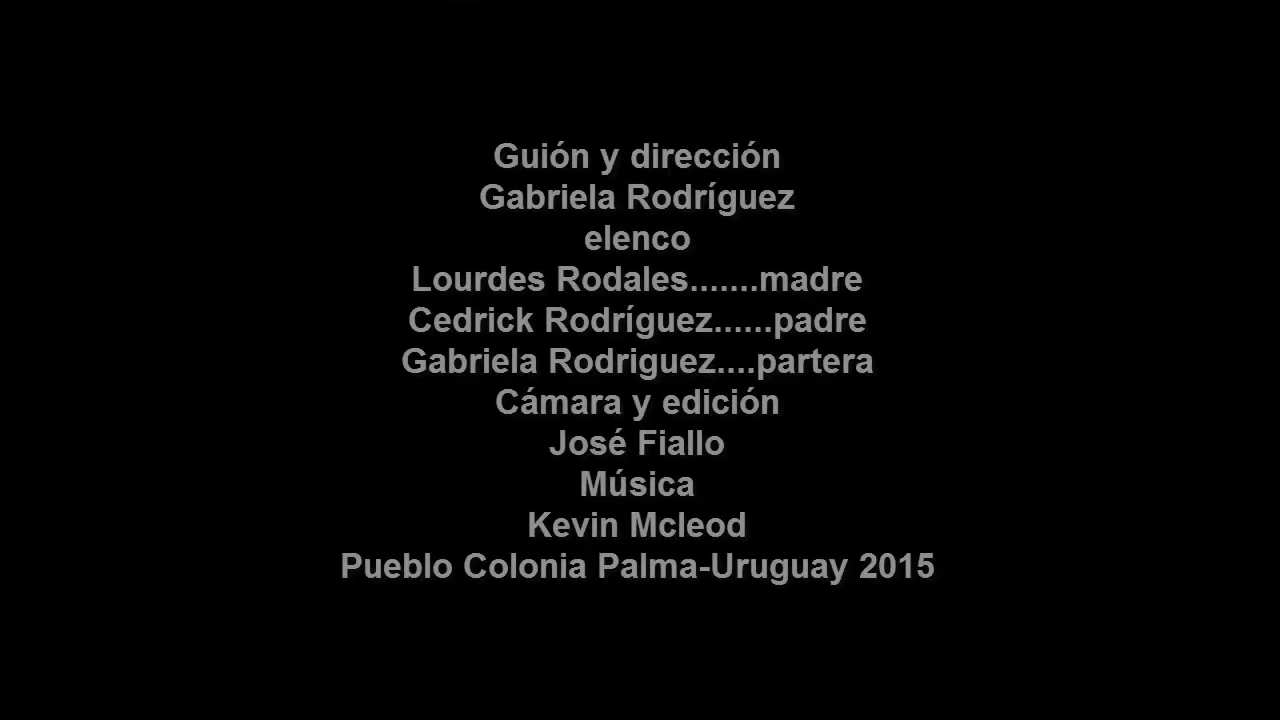 Guión y dirección
Gabriela Rodríguez
elenco
Lourdes Rodales.......madre
Cedrick Rodríguez......padre
Gabriela Rodriguez....partera
Cámara y edición
José Fiallo
Música
Kevin Mcleod
Pueblo Colonia Palma-Uruguay 2015